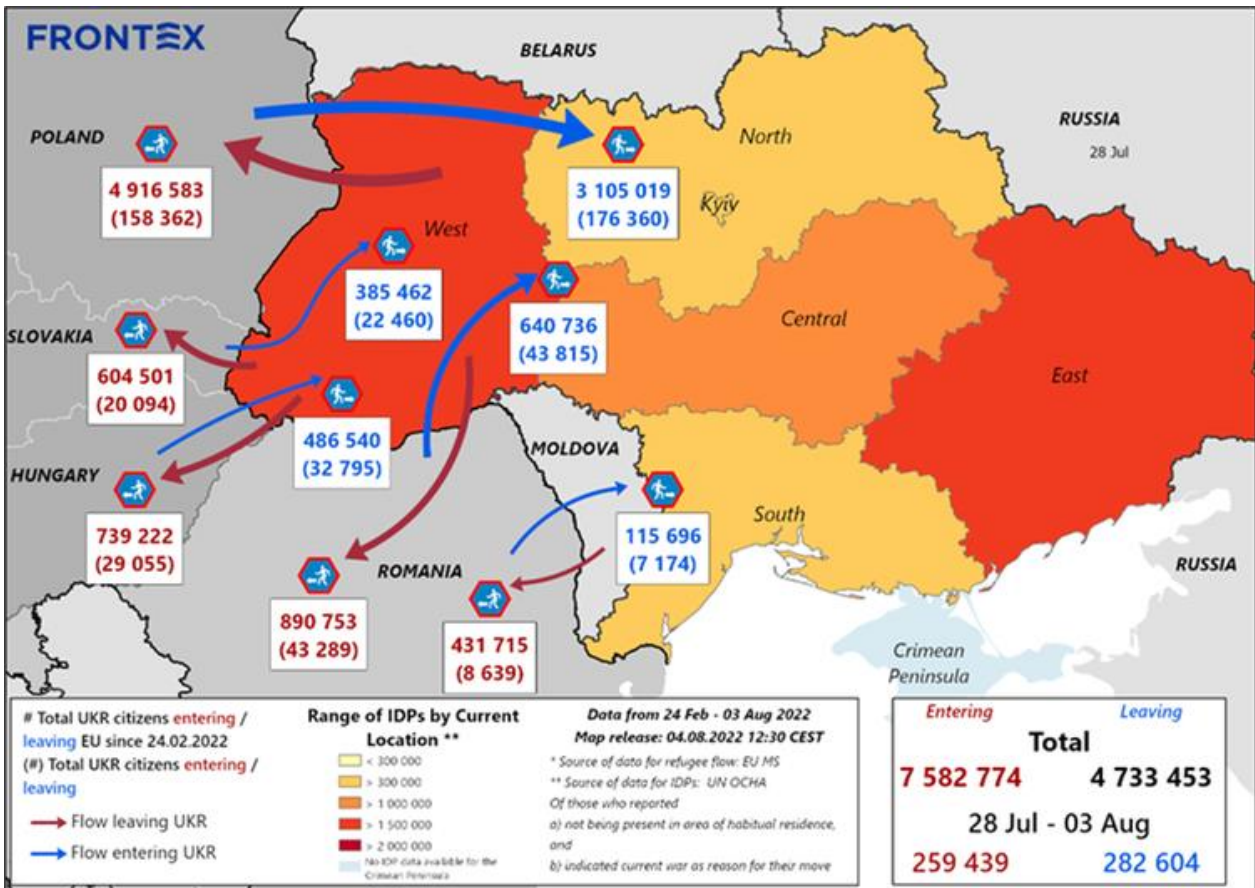 FRONTEX
BELARUS
RUSSIA
28 Jul
POLAND
4 916 583
(158 362)
North
3 105 019
(176 360)
Kyiv
West
385 462
(22 460)
640 736
(43 815)
Central
East
SLOVAKIA
604 501
(20 094)
486 540
(32 795)
MOLDOVA
HUNGARY
739 222
(29 055)
South
115 696
(7 174)
ROMANIA
RUSSIA
890 753
(43 289)
431 715
(8 639)
Crimean
Peninsula
# Total UKR citizens entering /
leaving EU since 24.02.2022
(#) Total UKR citizens entering /
leaving
Flow leaving UKR
Flow entering UKR
Range of IDPs by Current
Location **
< 300 000
> 300 000
> 1 000 000
> 1 500 000
> 2 000 000
No IDP data available for the
Crimean Peninsula
Data from 24 Feb - 03 Aug 2022
Map release: 04.08.2022 12:30 CEST
* Source of data for refugee flow: EU MS
** Source of data for IDPs: UN OCHA
Of those who reported
a) not being present in area of habitual residence,
and
b) indicated current war as reason for their move
Entering Leaving
Total
7 582 774 4 733 453
28 Jul - 03 Aug
259 439 282 604